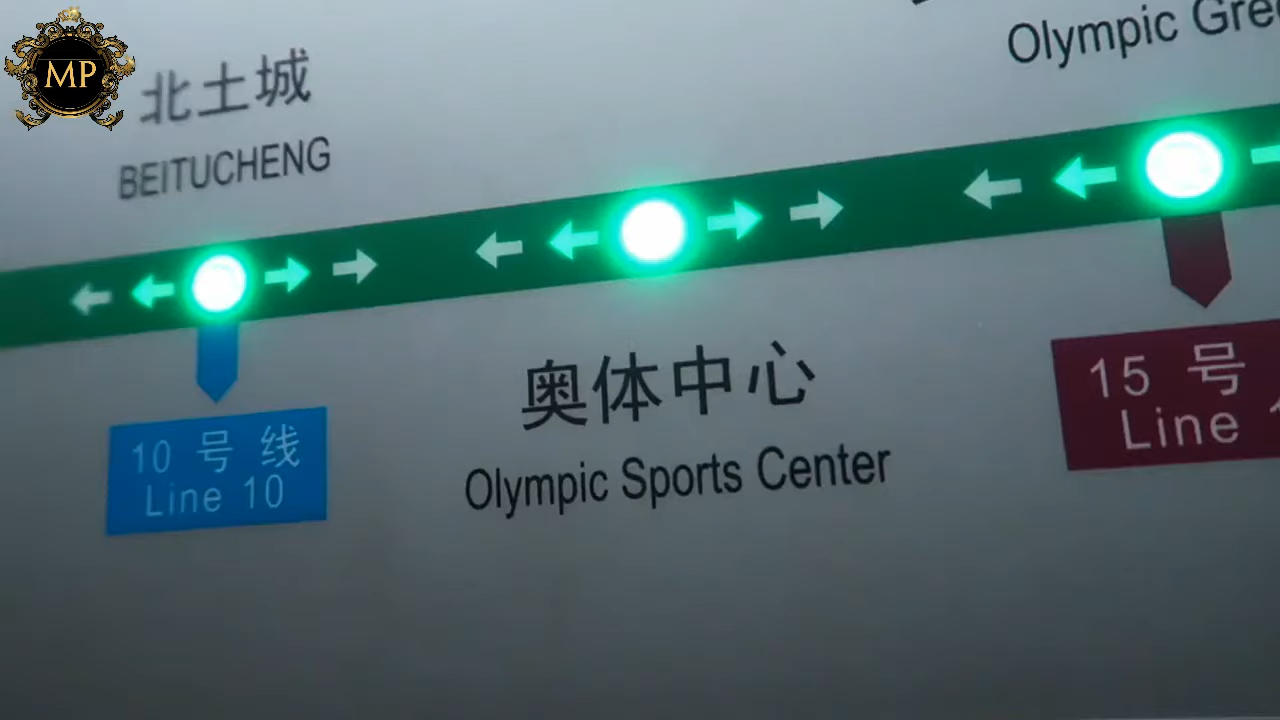 MP
北土城
BEITUCHENG
10 号 线
Line 10
奥体中心
Olympic Sports Center
Olympic
15 号
Line